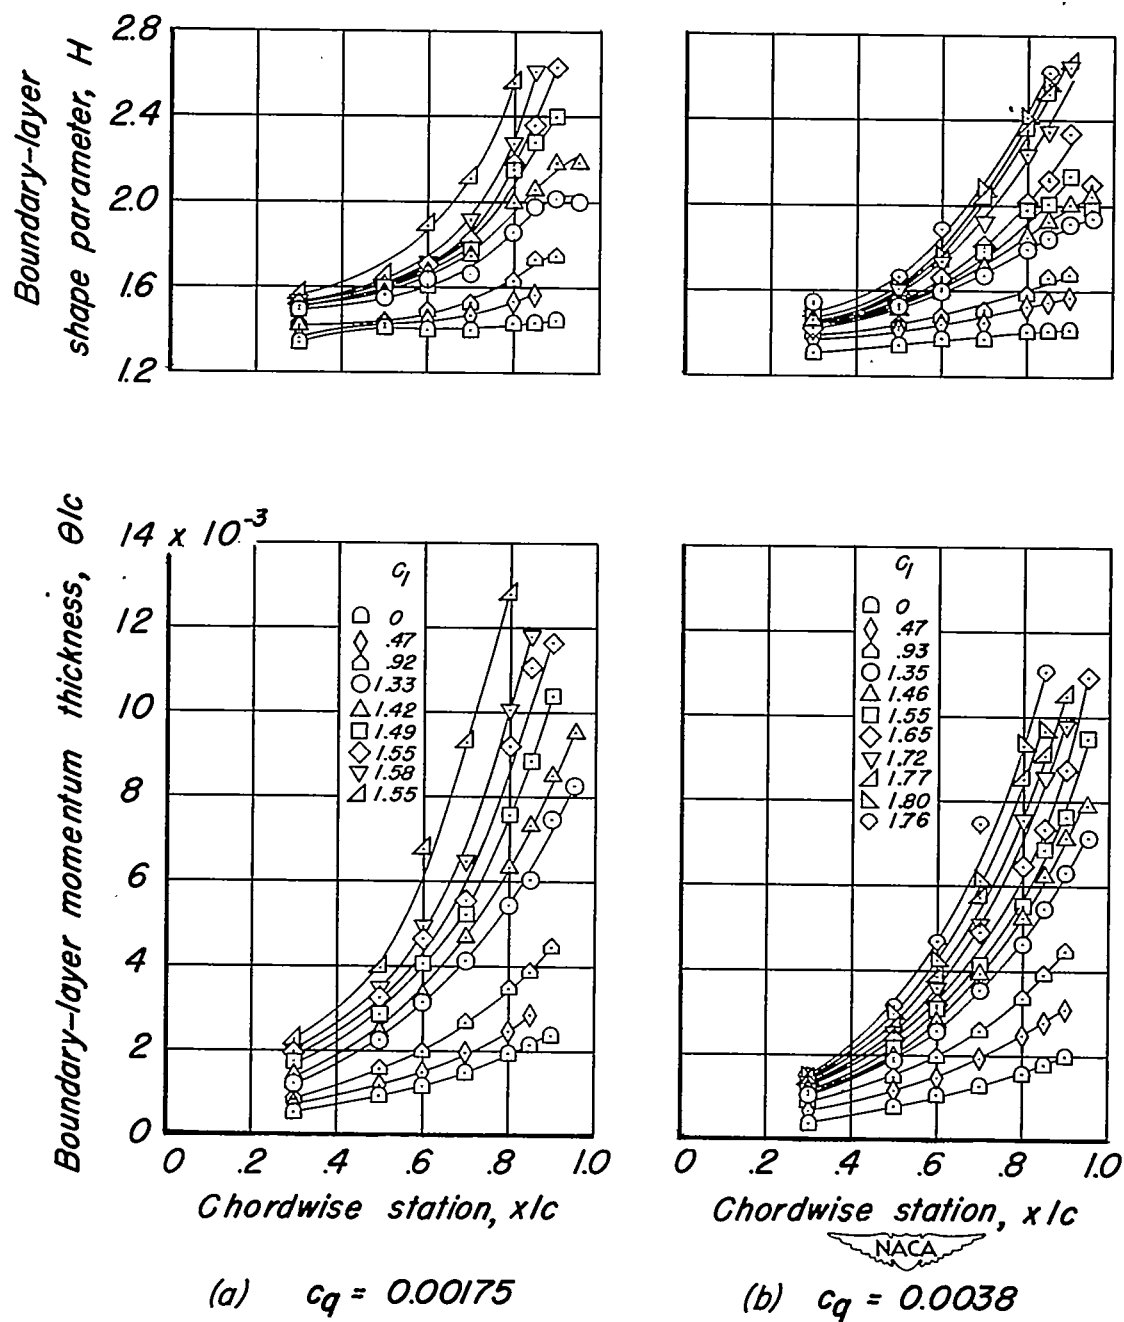 Boundary-layer
shape parameter, H
2.8
2.4
2.0
1.6
1.2
Boundary-layer momentum thickness, θ/c
14 x 10⁻³
12
10
8
6
4
2
0
c_l
0
.47
.92
1.33
1.42
1.49
1.55
1.58
1.55
c_l
0
.47
.93
1.35
1.46
1.55
1.65
1.72
1.77
1.80
1.76
0 .2 .4 .6 .8 1.0
0 .2 .4 .6 .8 1.0
Chordwise station, x/c
Chordwise station, x/c
NACA
(a) c_q = 0.00175
(b) c_q = 0.0038